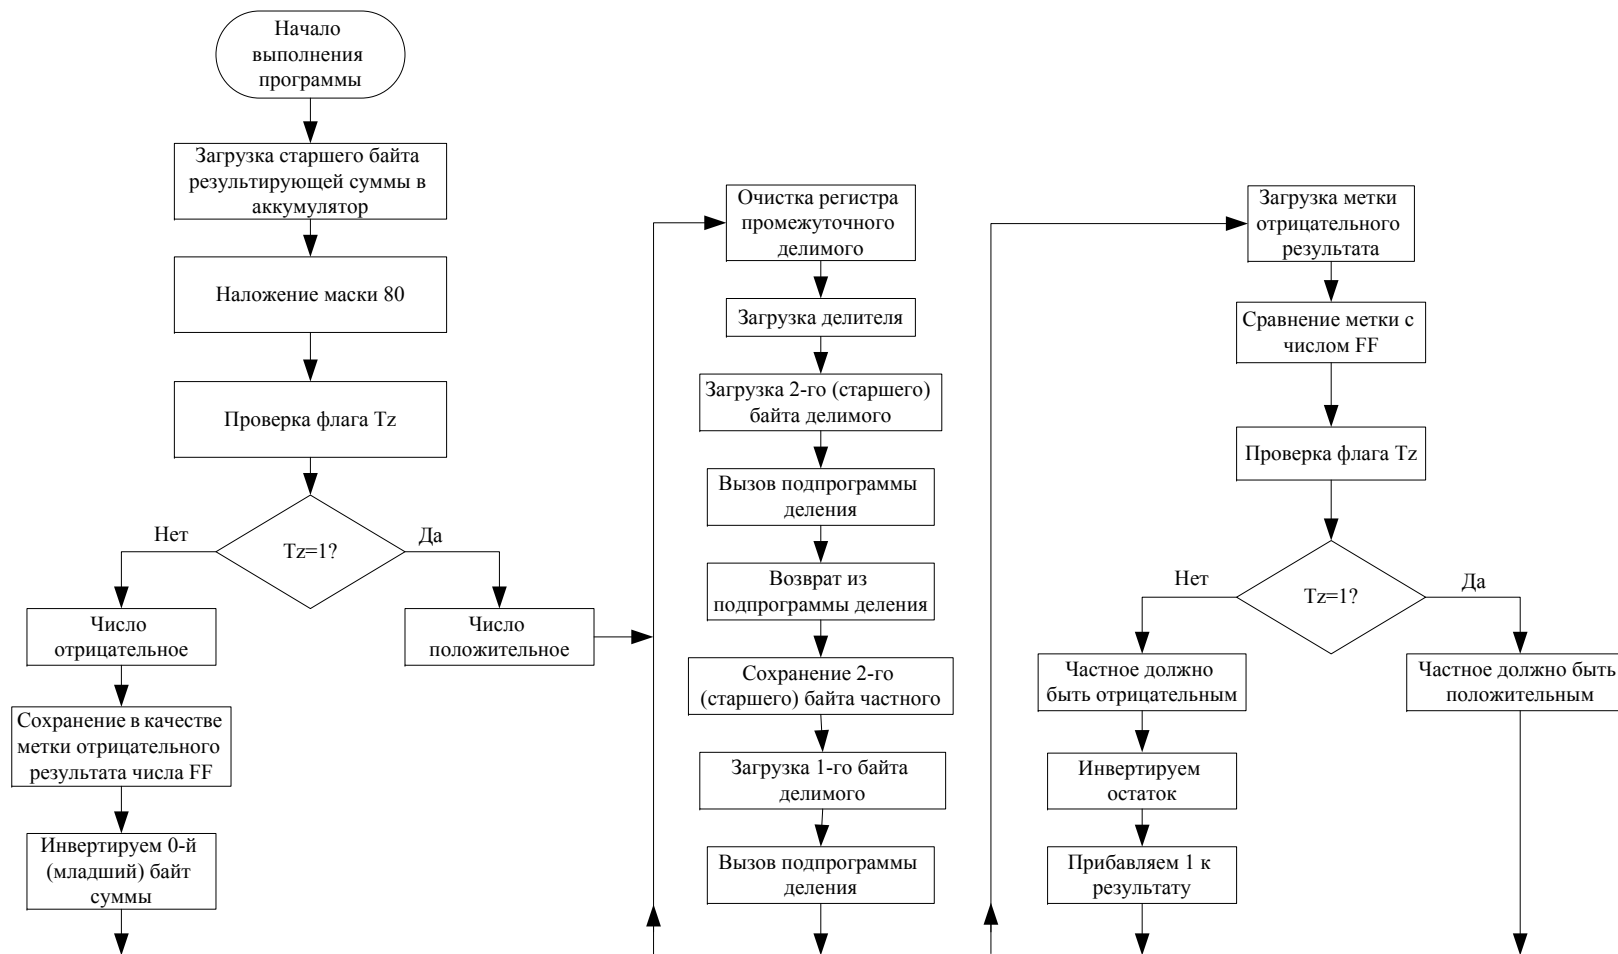 Начало
выполнения
программы
Загрузка старшего байта
результирующей суммы в
аккумулятор
Наложение маски 80
Проверка флага Tz
Tz=1?
Нет
Да
Число
отрицательное
Число
положительное
Сохранение в качестве
метки отрицательного
результата числа FF
Инвертируем 0-й
(младший) байт
суммы
Очистка регистра
промежуточного
делимого
Загрузка делителя
Загрузка 2-го (старшего)
байта делимого
Вызов подпрограммы
деления
Возврат из
подпрограммы деления
Сохранение 2-го
(старшего) байта частного
Загрузка 1-го байта
делимого
Вызов подпрограммы
деления
Загрузка метки
отрицательного
результата
Сравнение метки с
числом FF
Проверка флага Tz
Tz=1?
Нет
Да
Частное должно
быть отрицательным
Частное должно быть
положительным
Инвертируем
остаток
Прибавляем 1 к
результату